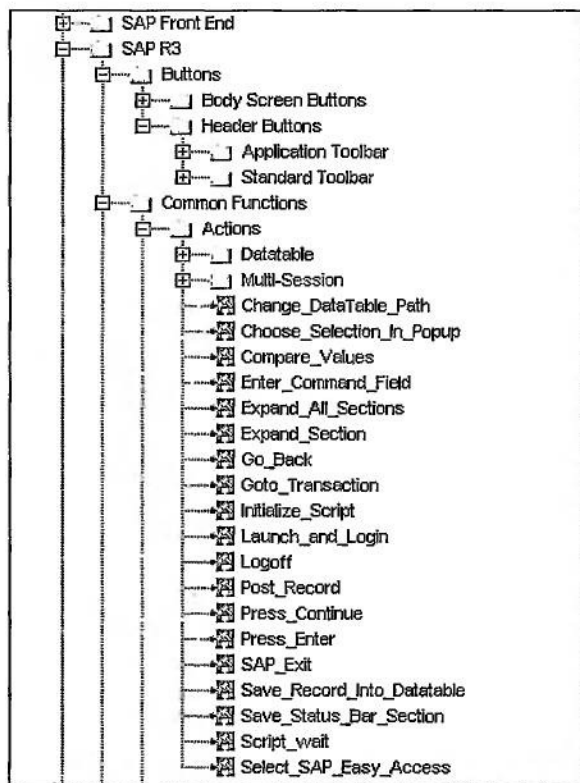 SAP Front End
SAP R3
Buttons
Body Screen Buttons
Header Buttons
Application Toolbar
Standard Toolbar
Common Functions
Actions
Datatable
Multi-Session
Change_DataTable_Path
Choose_Selection_In_Popup
Compare_Values
Enter_Command_Field
Expand_All_Sections
Expand_Section
Go_Back
Goto_Transaction
Initialize_Script
Launch_and_Login
Logoff
Post_Record
Press_Continue
Press_Enter
SAP_Exit
Save_Record_Into_Datatable
Save_Status_Bar_Section
Script_wait
Select_SAP_Easy_Access